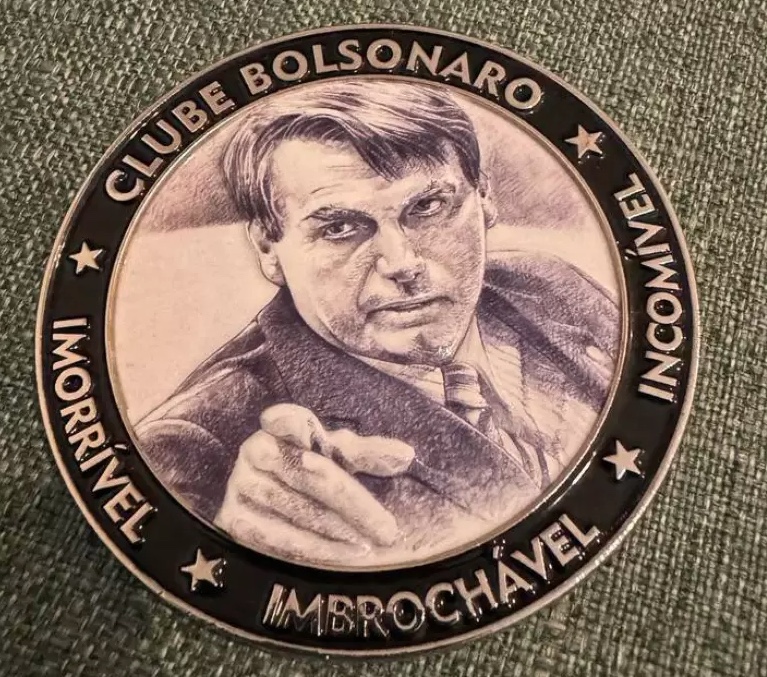 CLUBE BOLSONARO
INCOMÍVEL
IMBROCHÁVEL
IMORRÍVEL